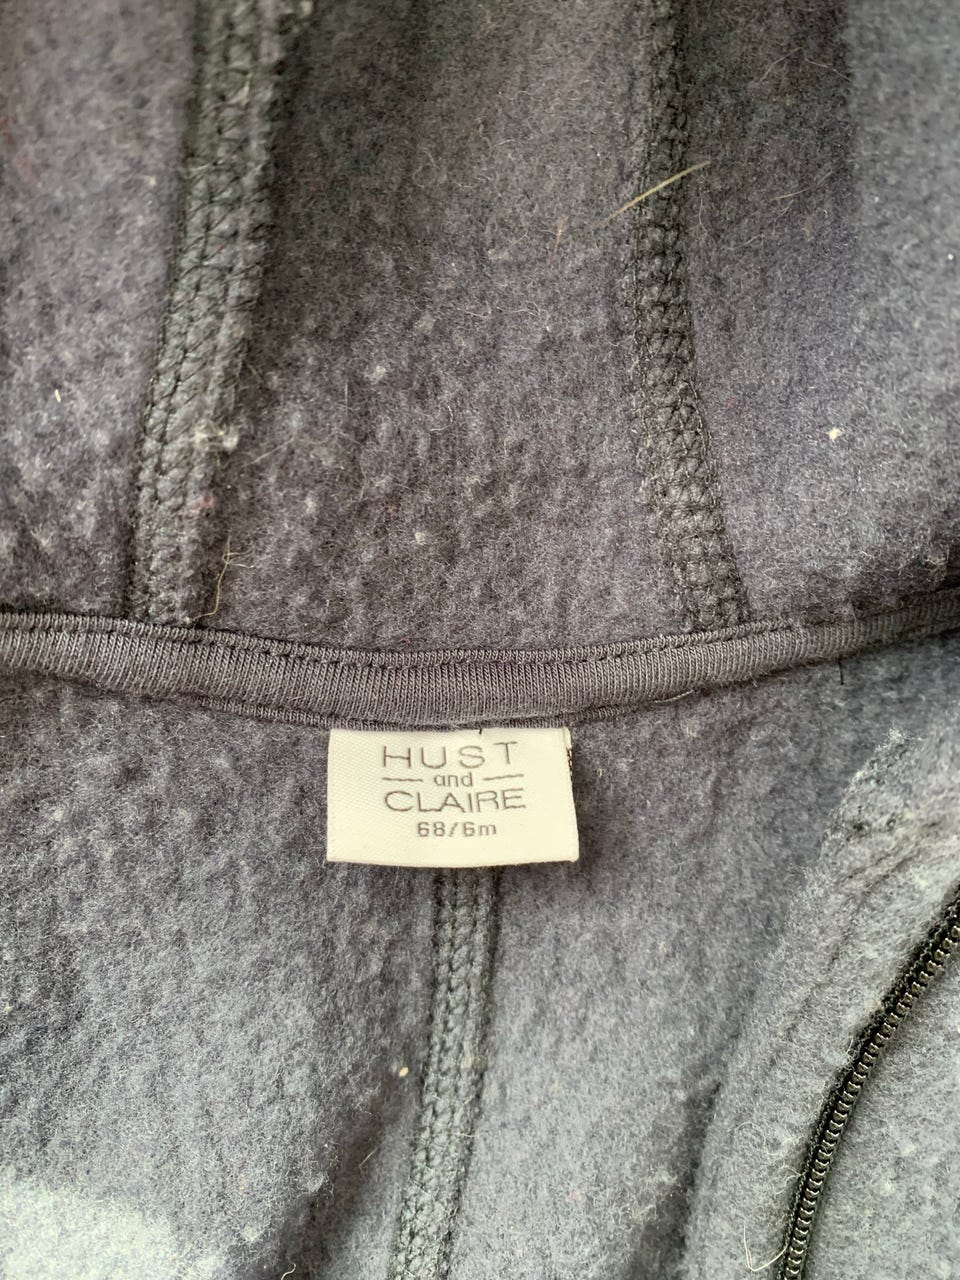 HUST
and
CLAIRE
68/6m